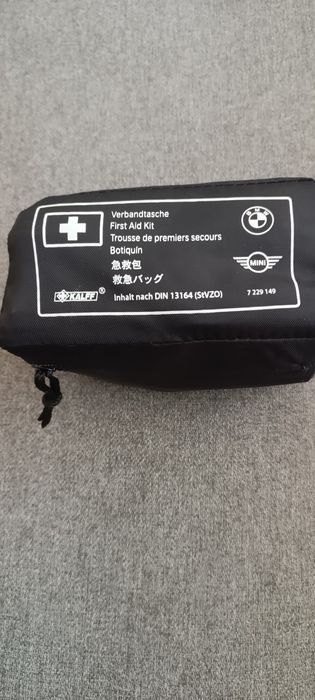 Verbandtasche
First Aid Kit
Trousse de premiers secours
Botiquín
急救包
救急バッグ
KALFF®
Inhalt nach DIN 13164 (StVZO)
BMW
MINI
7 229 149